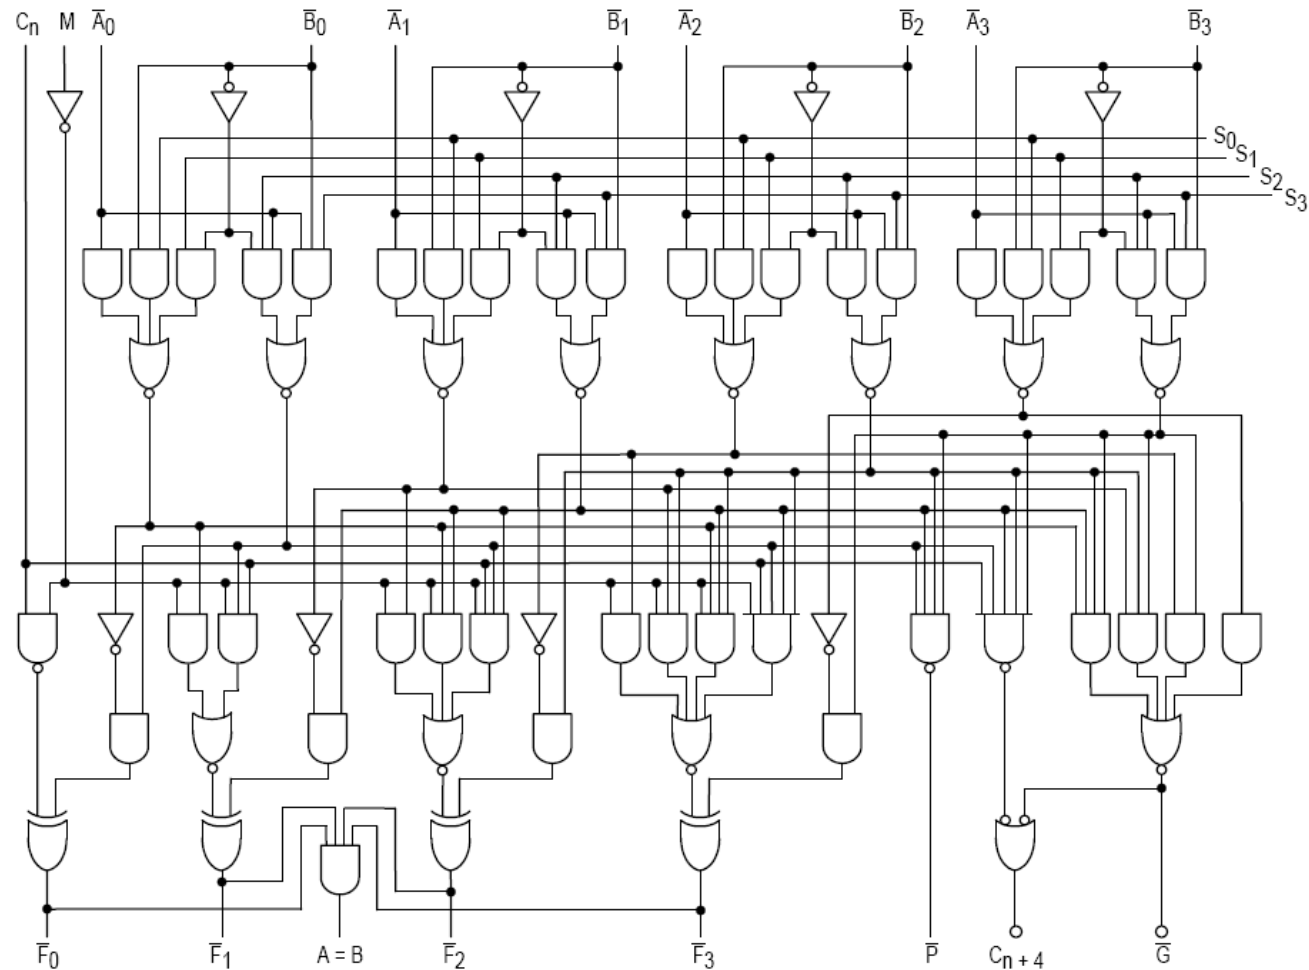 Cₙ M A̅₀ B̅₀ A̅₁ B̅₁ A̅₂ B̅₂ A̅₃ B̅₃
S₀
S₁
S₂
S₃
F̅₀ F̅₁ A = B F̅₂ F̅₃ P̅ Cₙ ₊ ₄ G̅